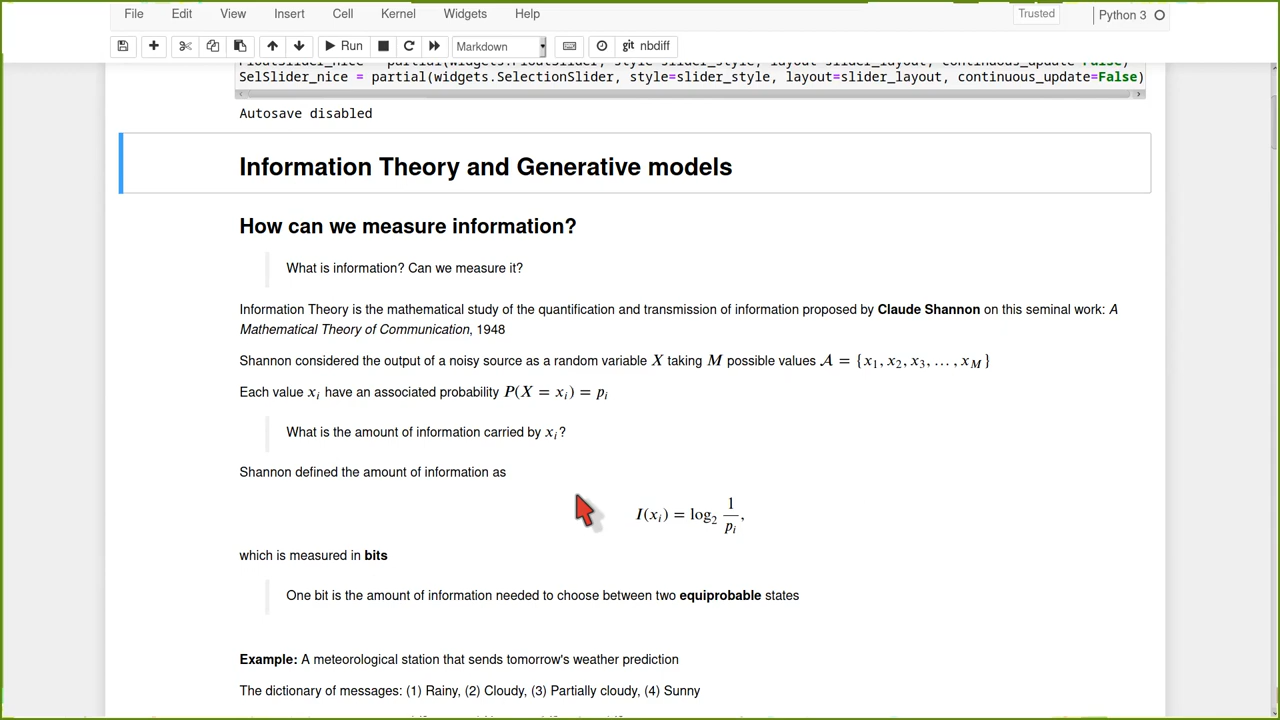 File Edit View Insert Cell Kernel Widgets Help Trusted Python 3
Run Markdown git nbdiff
SelSlider_nice = partial(widgets.SelectionSlider, style=slider_style, layout=slider_layout, continuous_update=False)
Autosave disabled
Information Theory and Generative models
How can we measure information?
What is information? Can we measure it?
Information Theory is the mathematical study of the quantification and transmission of information proposed by Claude Shannon on this seminal work: A
Mathematical Theory of Communication, 1948
Shannon considered the output of a noisy source as a random variable X taking M possible values 𝒜 = {x₁, x₂, x₃, …, x_M}
Each value xᵢ have an associated probability P(X = xᵢ) = pᵢ
What is the amount of information carried by xᵢ?
Shannon defined the amount of information as
I(xᵢ) = log₂ 1/pᵢ,
which is measured in bits
One bit is the amount of information needed to choose between two equiprobable states
Example: A meteorological station that sends tomorrow's weather prediction
The dictionary of messages: (1) Rainy, (2) Cloudy, (3) Partially cloudy, (4) Sunny